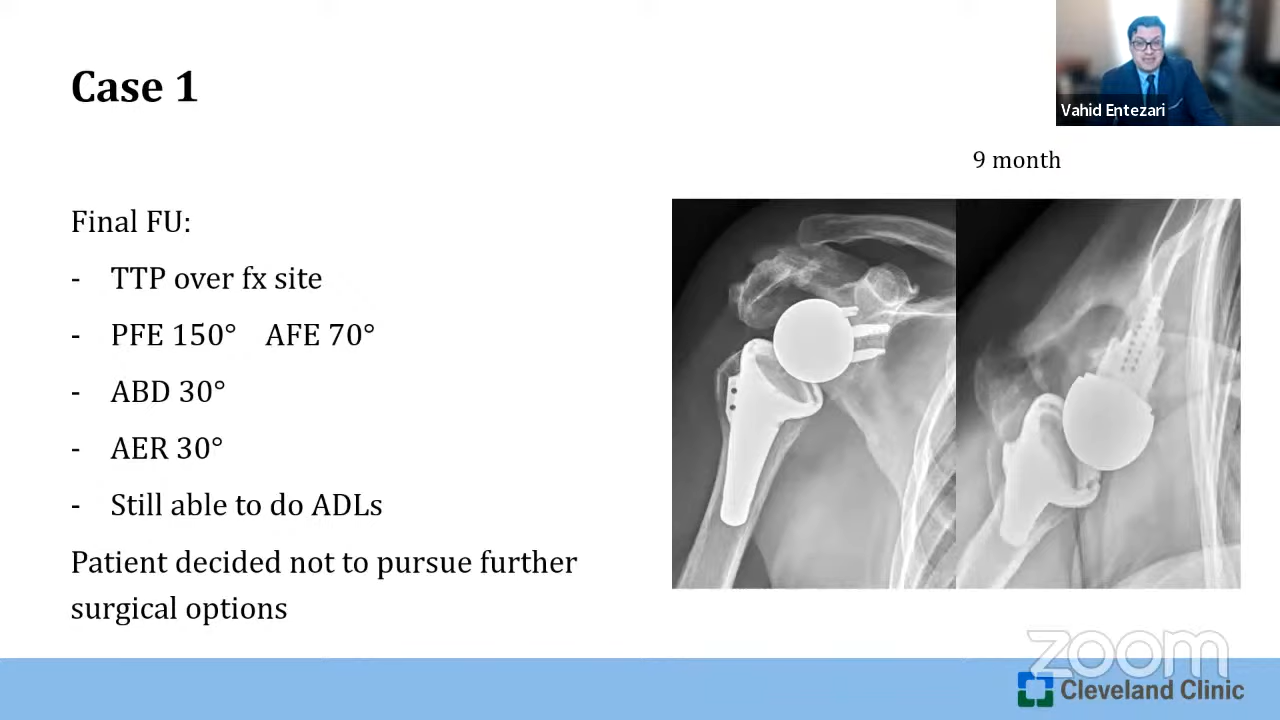 Case 1
Vahid Entezari
9 month
Final FU:
- TTP over fx site
- PFE 150° AFE 70°
- ABD 30°
- AER 30°
- Still able to do ADLs
Patient decided not to pursue further
surgical options
zoom
Cleveland Clinic